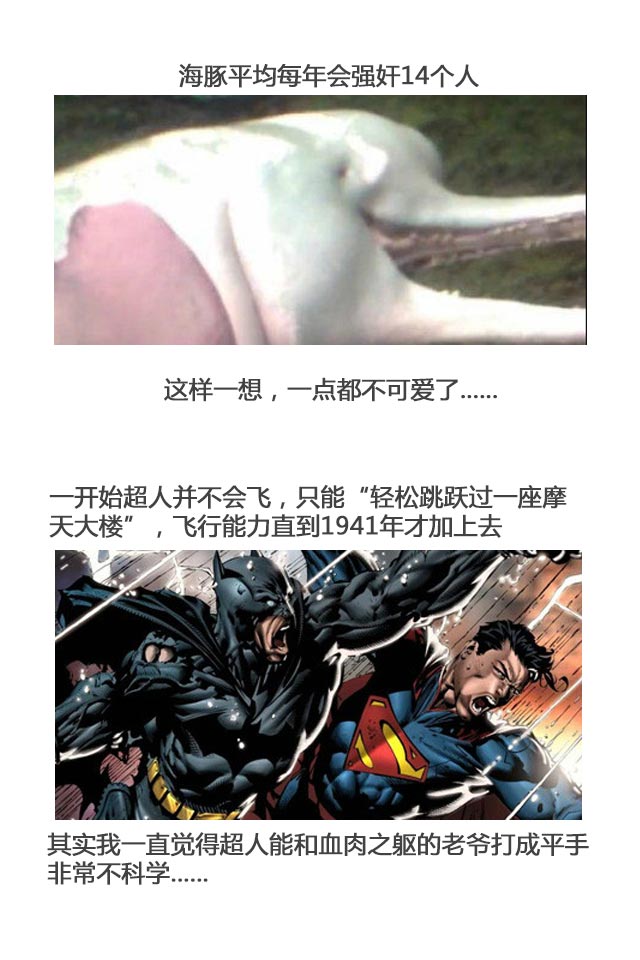 海豚平均每年会强奸14个人
这样一想，一点都不可爱了......
一开始超人并不会飞，只能“轻松跳跃过一座摩
天大楼”，飞行能力直到1941年才加上去
其实我一直觉得超人能和血肉之躯的老爷打成平手
非常不科学......